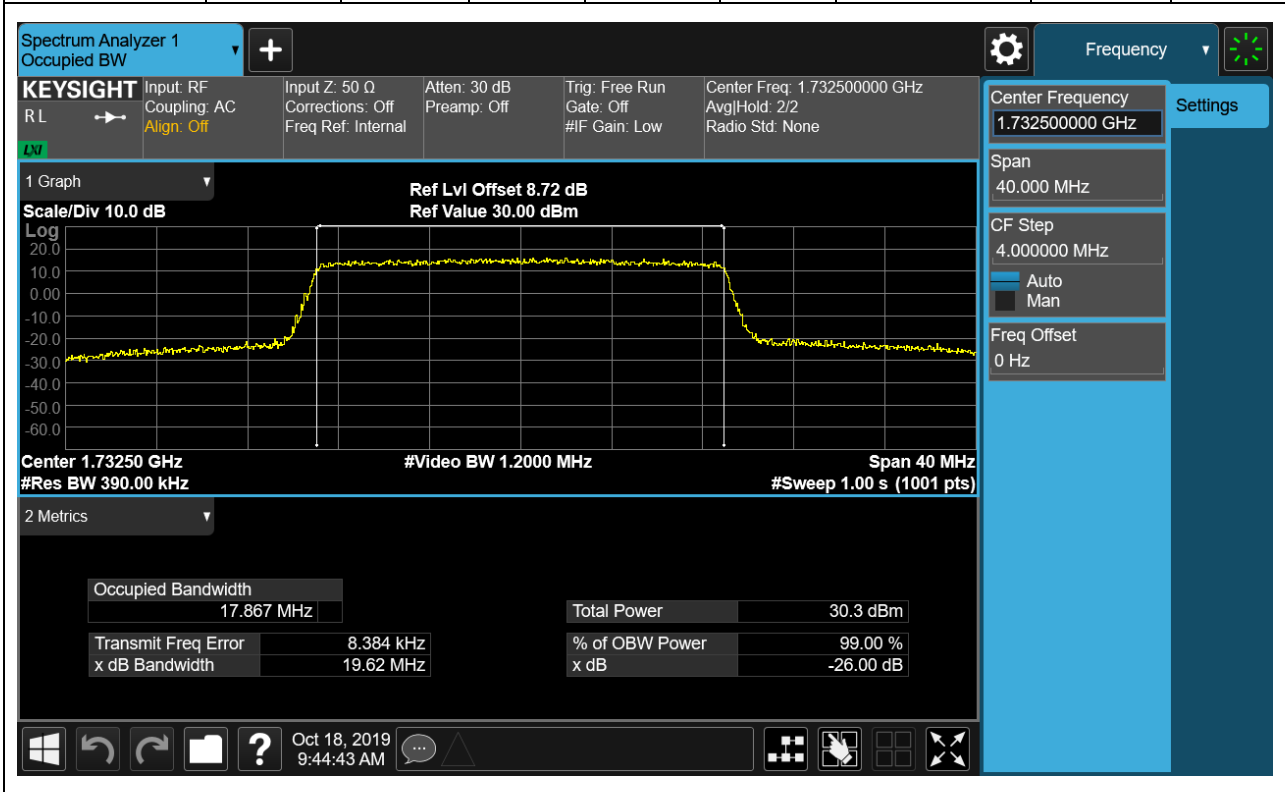 Spectrum Analyzer 1
Occupied BW
+
Frequency
KEYSIGHT
RL
LXI
Input: RF
Coupling: AC
Align: Off
Input Z: 50 Ω
Corrections: Off
Freq Ref: Internal
Atten: 30 dB
Preamp: Off
Trig: Free Run
Gate: Off
#IF Gain: Low
Center Freq: 1.732500000 GHz
Avg|Hold: 2/2
Radio Std: None
Center Frequency
1.732500000 GHz
Settings
Span
40.000 MHz
CF Step
4.000000 MHz
Auto
Man
Freq Offset
0 Hz
1 Graph
Ref Lvl Offset 8.72 dB
Scale/Div 10.0 dB
Ref Value 30.00 dBm
Log
20.0
10.0
0.00
-10.0
-20.0
-30.0
-40.0
-50.0
-60.0
Center 1.73250 GHz
#Video BW 1.2000 MHz
Span 40 MHz
#Res BW 390.00 kHz
#Sweep 1.00 s (1001 pts)
2 Metrics
Occupied Bandwidth
17.867 MHz
Total Power 30.3 dBm
Transmit Freq Error 8.384 kHz
% of OBW Power 99.00 %
x dB Bandwidth 19.62 MHz
x dB -26.00 dB
?
Oct 18, 2019
9:44:43 AM